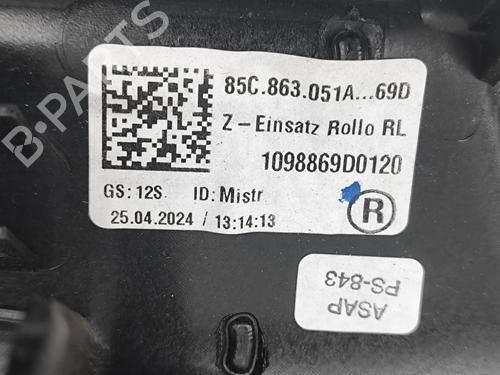 B-PARTS
85C.863.051A...69D
Z-Einsatz Rollo RL
1098869D0120
GS: 12S. ID: Mistr
25.04.2024 / 13:14:13
R
ASAP
PS-843